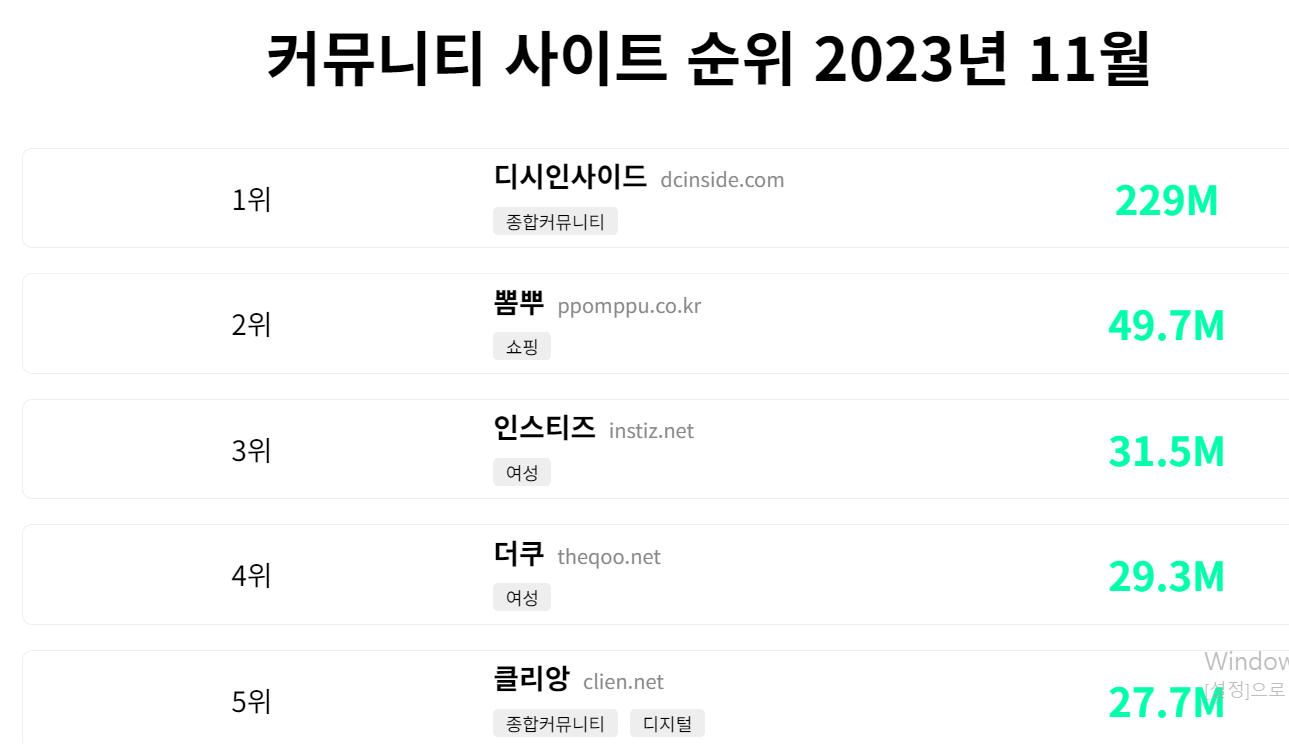 커뮤니티 사이트 순위 2023년 11월
1위
디시인사이드 dcinside.com
종합커뮤니티
229M
2위
뽐뿌 ppomppu.co.kr
쇼핑
49.7M
3위
인스티즈 instiz.net
여성
31.5M
4위
더쿠 theqoo.net
여성
29.3M
5위
클리앙 clien.net
종합커뮤니티 디지털
27.7M
Window
[설정]으로